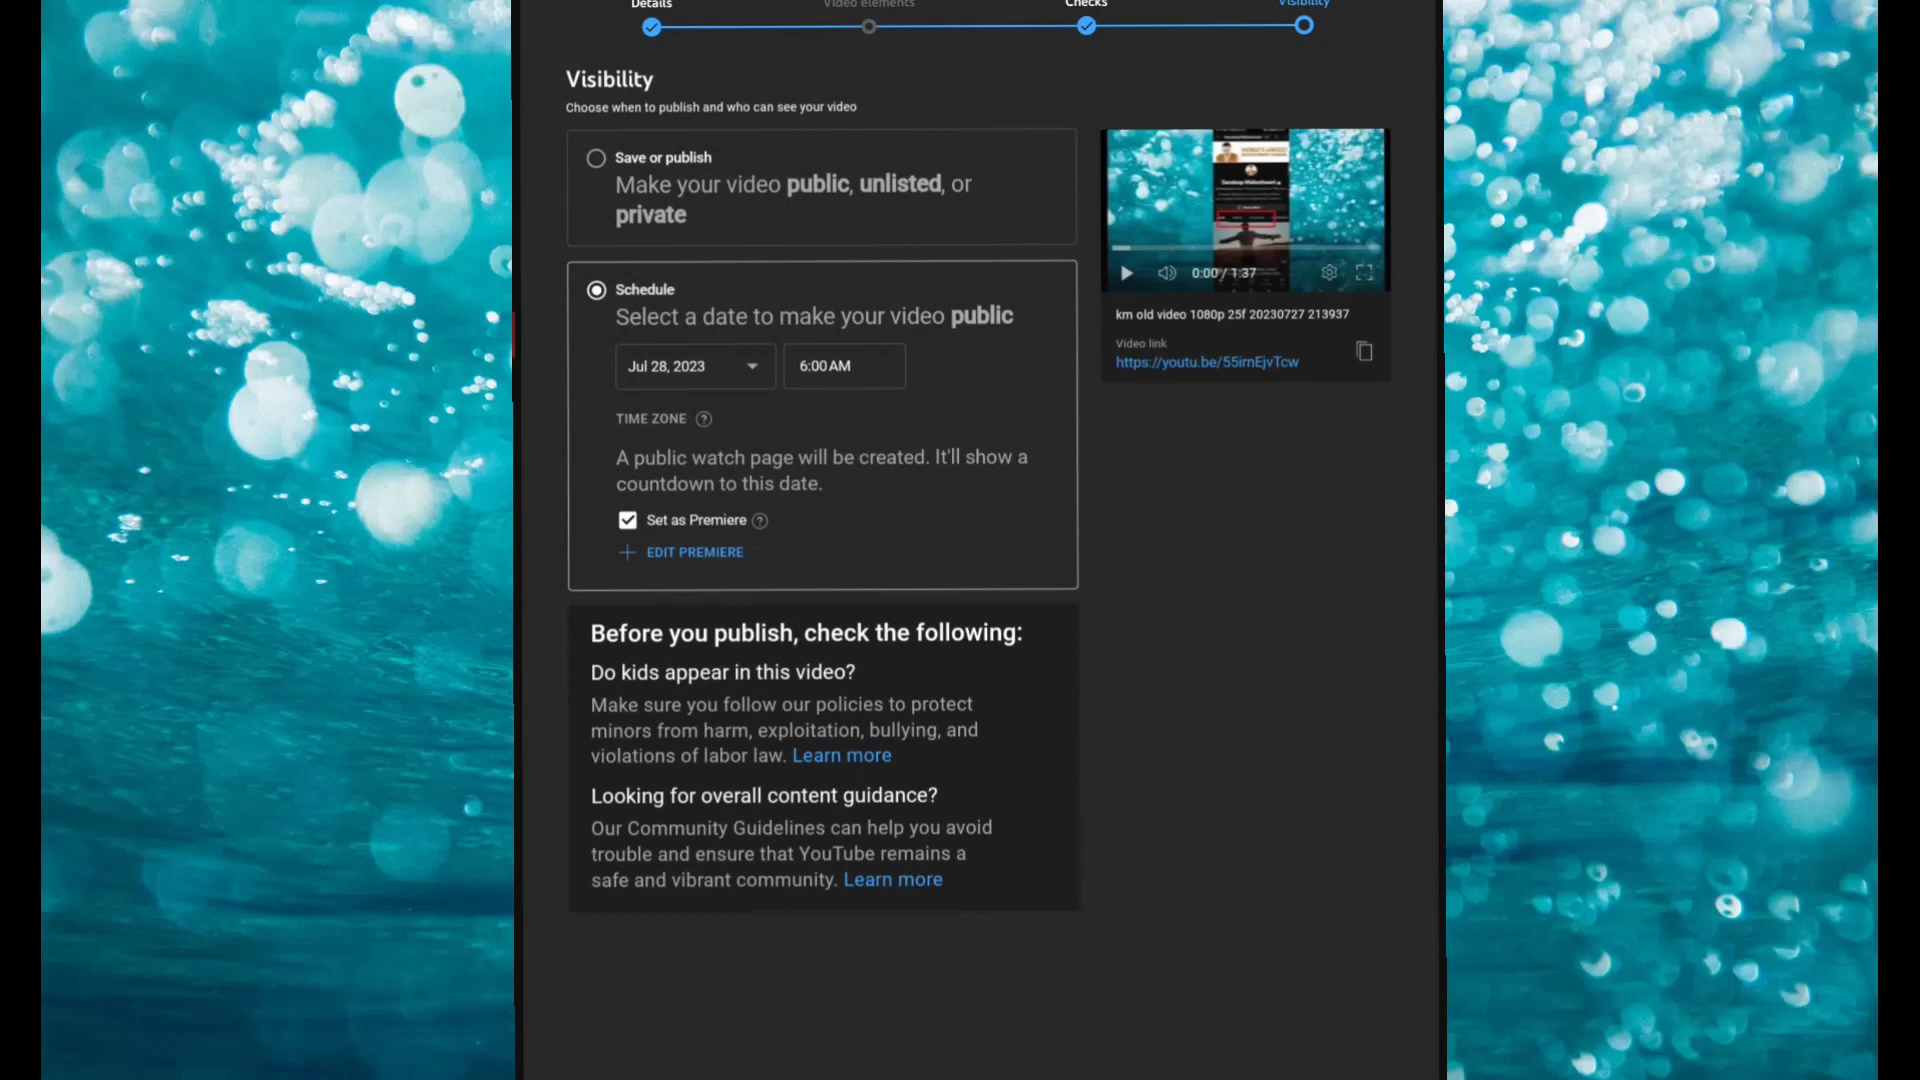 Details Video elements Checks Visibility
Visibility
Choose when to publish and who can see your video
Save or publish
Make your video public, unlisted, or
private
Schedule
Select a date to make your video public
Jul 28, 2023 6:00 AM
TIME ZONE ?
A public watch page will be created. It'll show a
countdown to this date.
Set as Premiere ?
+ EDIT PREMIERE
Before you publish, check the following:
Do kids appear in this video?
Make sure you follow our policies to protect
minors from harm, exploitation, bullying, and
violations of labor law. Learn more
Looking for overall content guidance?
Our Community Guidelines can help you avoid
trouble and ensure that YouTube remains a
safe and vibrant community. Learn more
0:00 / 1:37
km old video 1080p 25f 20230727 213937
Video link
https://youtu.be/55irnEjvTcw